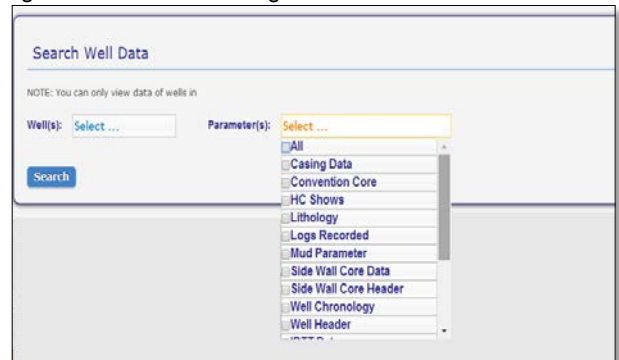 Search Well Data
NOTE: You can only view data of wells in
Well(s): Select ... Parameter(s): Select ...
All
Casing Data
Convention Core
HC Shows
Search
Lithology
Logs Recorded
Mud Parameter
Side Wall Core Data
Side Wall Core Header
Well Chronology
Well Header